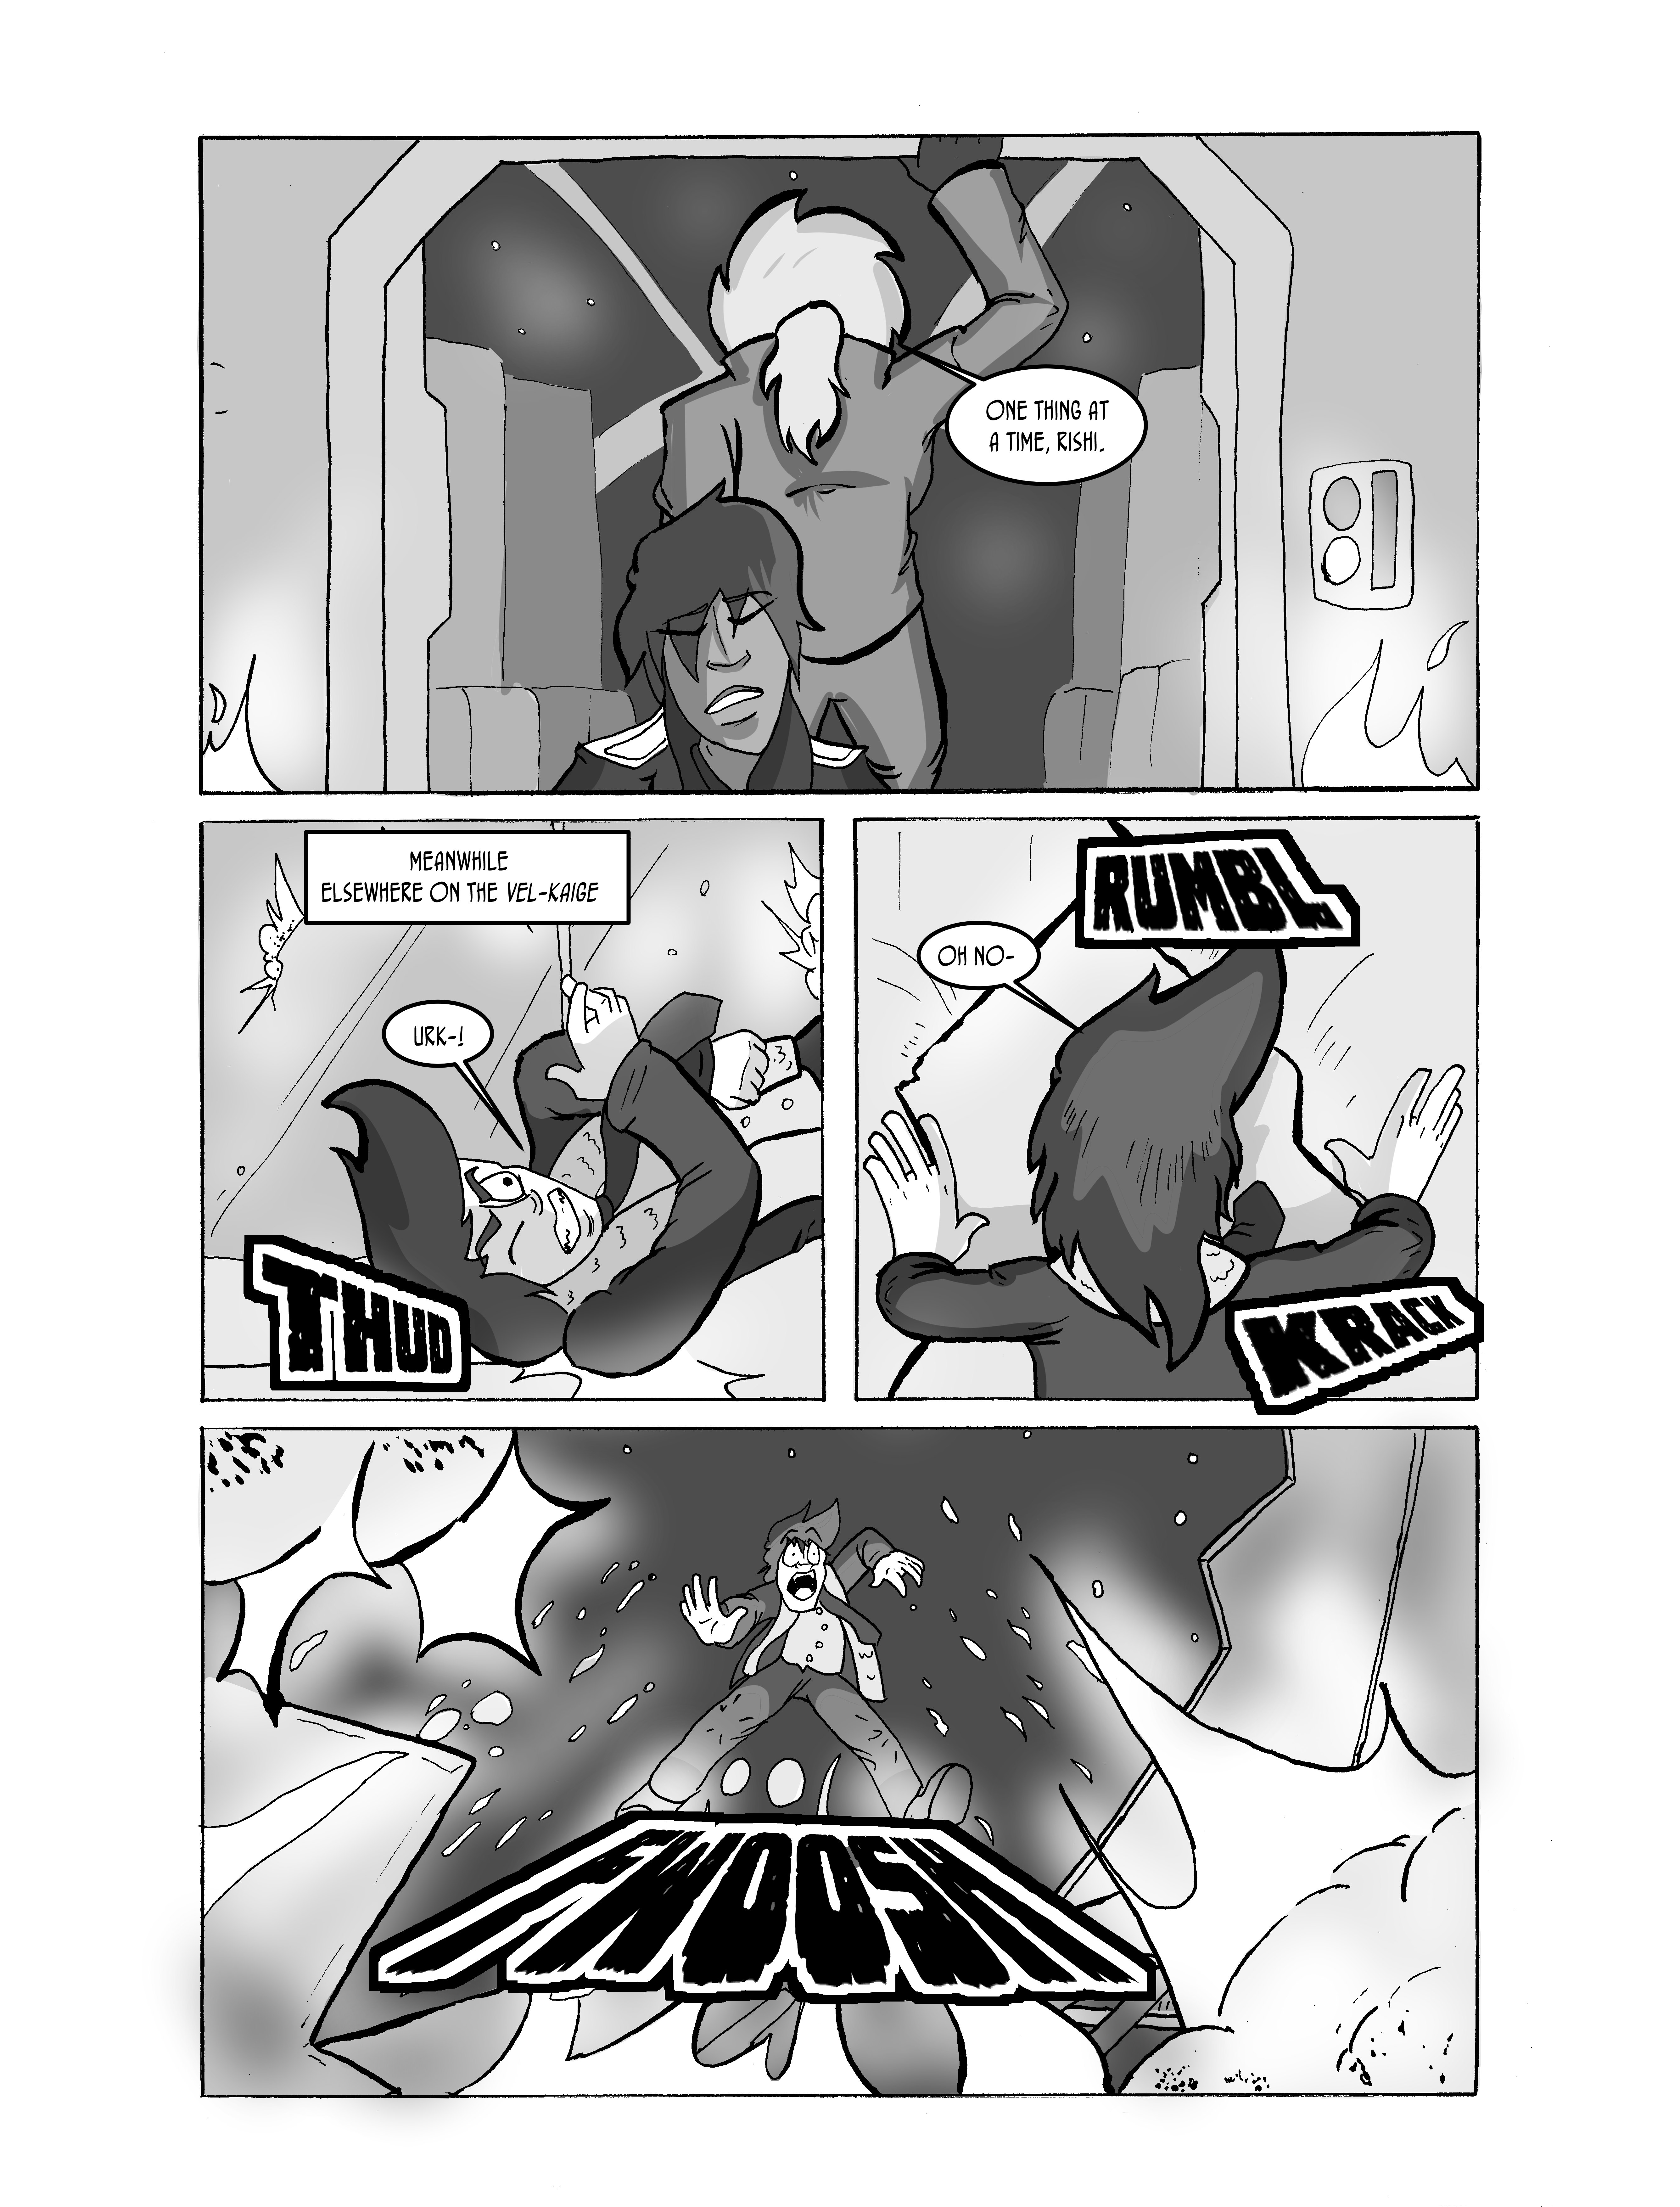 ONE THING AT
A TIME, RISHI.
MEANWHILE
ELSEWHERE ON THE VEL-KAIGE
URK-!
THUD
RUMBL
OH NO-
KRACK
FWOOSH